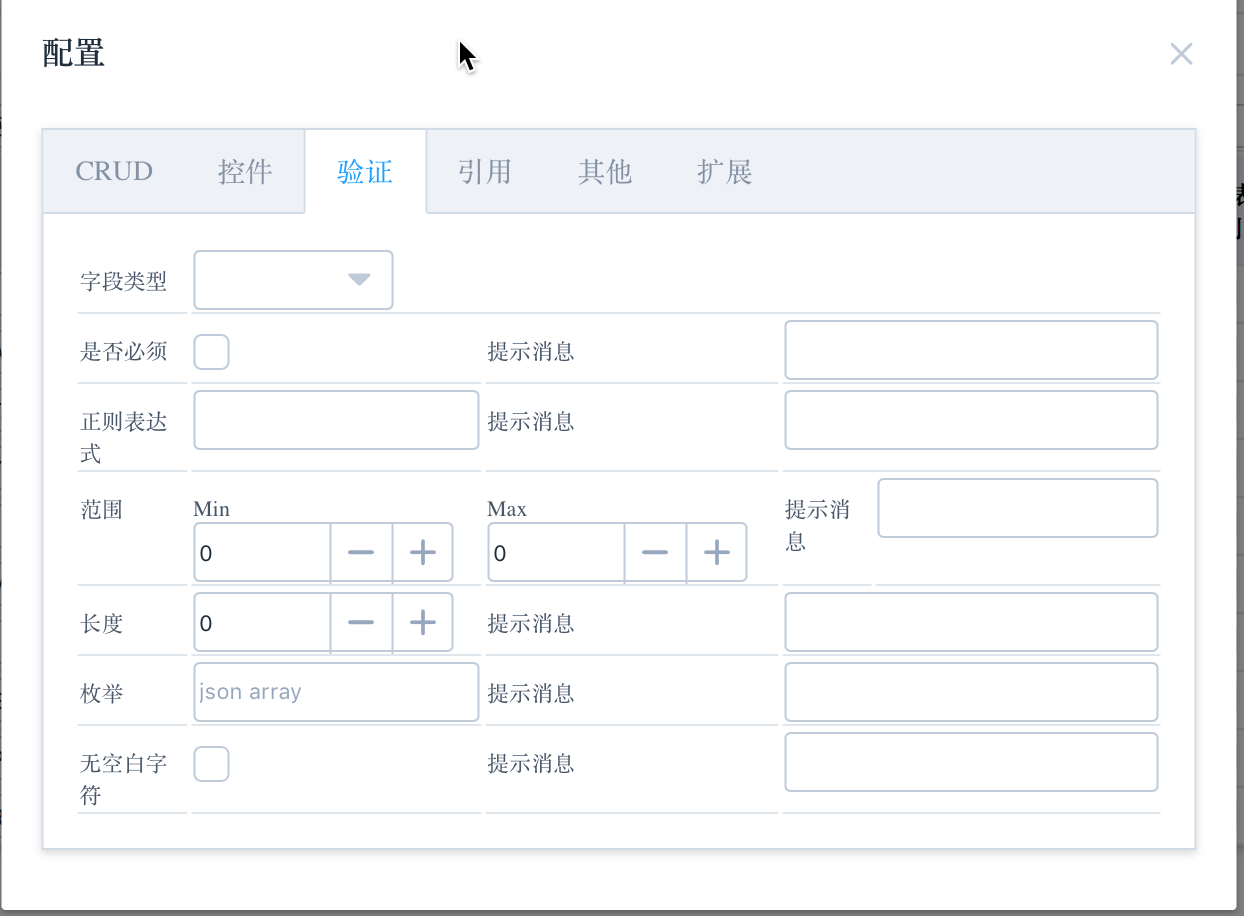 配置
CRUD 控件 验证 引用 其他 扩展
字段类型
是否必须 提示消息
正则表达 提示消息
式
范围 Min Max 提示消
息
0 0
长度 0 提示消息
枚举 json array 提示消息
无空白字 提示消息
符